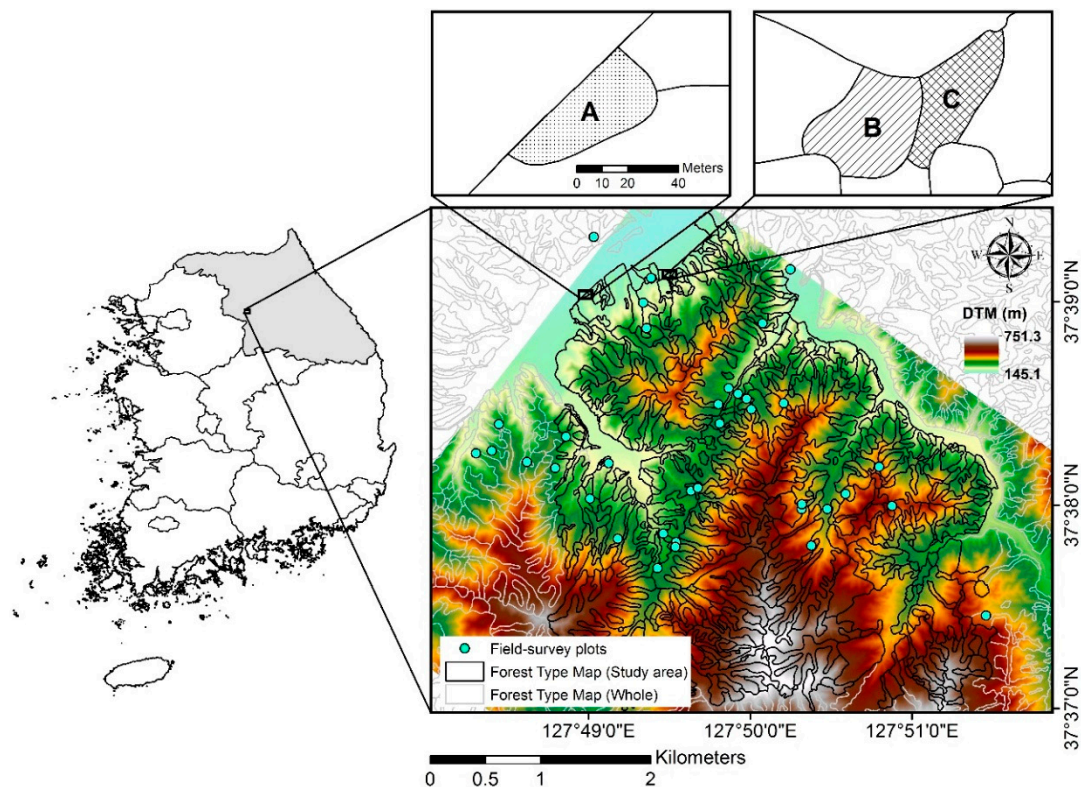 A
Meters
0 10 20 40
B
C
N
W E
S
DTM (m)
751.3
145.1
37°39'0"N
37°38'0"N
37°37'0"N
Field-survey plots
Forest Type Map (Study area)
Forest Type Map (Whole)
127°49'0"E 127°50'0"E 127°51'0"E
Kilometers
0 0.5 1 2